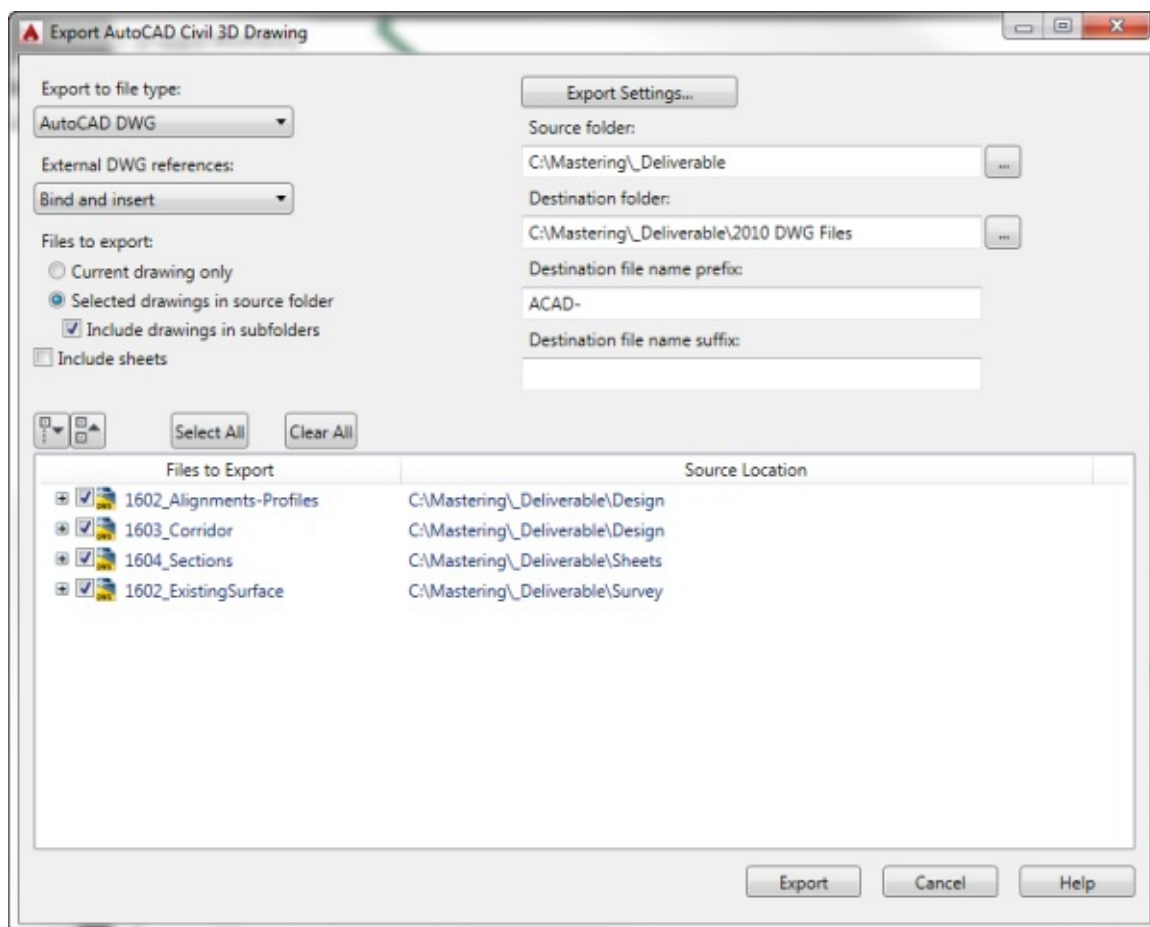 Export AutoCAD Civil 3D Drawing
Export to file type:
AutoCAD DWG
External DWG references:
Bind and insert
Files to export:
Current drawing only
Selected drawings in source folder
Include drawings in subfolders
Include sheets
Export Settings...
Source folder:
C:\Mastering\_Deliverable
...
Destination folder:
C:\Mastering\_Deliverable\2010 DWG Files
...
Destination file name prefix:
ACAD-
Destination file name suffix:
Select All Clear All
Files to Export Source Location
1602_Alignments-Profiles C:\Mastering\_Deliverable\Design
1603_Corridor C:\Mastering\_Deliverable\Design
1604_Sections C:\Mastering\_Deliverable\Sheets
1602_ExistingSurface C:\Mastering\_Deliverable\Survey
Export Cancel Help